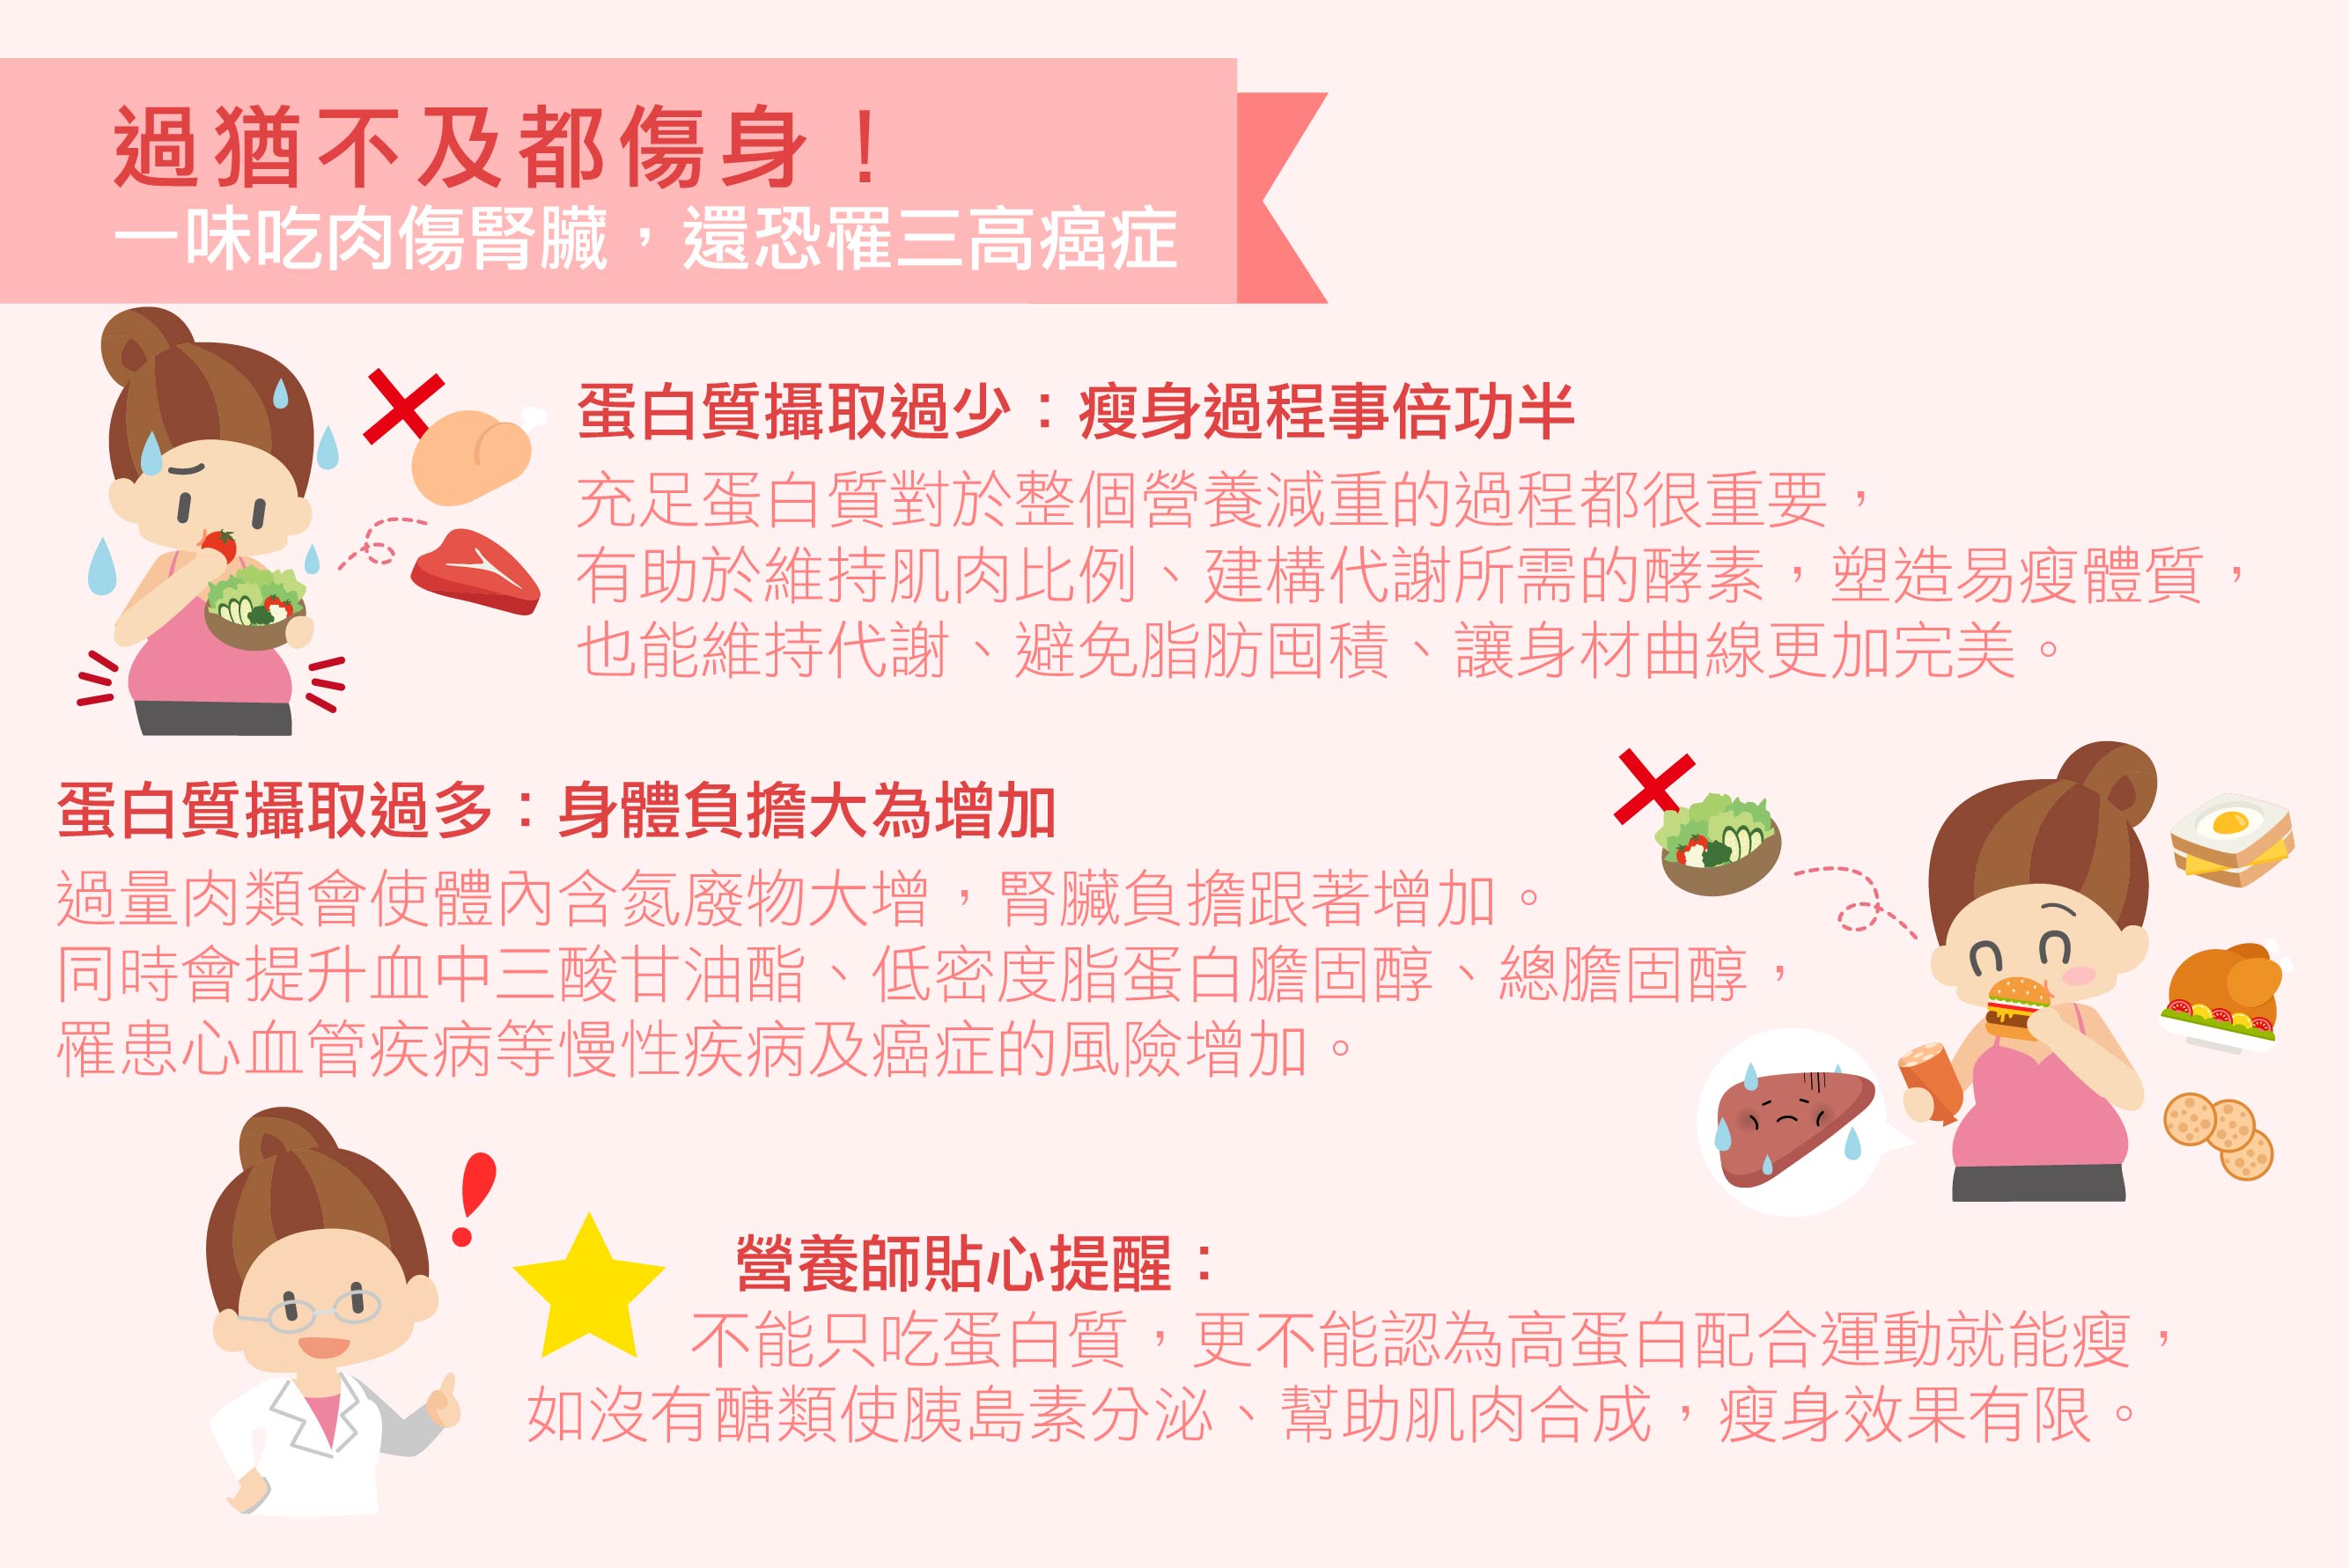 過猶不及都傷身！
一味吃肉傷腎臟，還恐罹三高癌症
蛋白質攝取過少：瘦身過程事倍功半
充足蛋白質對於整個營養減重的過程都很重要，
有助於維持肌肉比例、建構代謝所需的酵素，塑造易瘦體質，
也能維持代謝、避免脂肪囤積、讓身材曲線更加完美。
蛋白質攝取過多：身體負擔大為增加
過量肉類會使體內含氮廢物大增，腎臟負擔跟著增加。
同時會提升血中三酸甘油酯、低密度脂蛋白膽固醇、總膽固醇，
罹患心血管疾病等慢性疾病及癌症的風險增加。
營養師貼心提醒：
不能只吃蛋白質，更不能認為高蛋白配合運動就能瘦，
如沒有醣類使胰島素分泌、幫助肌肉合成，瘦身效果有限。